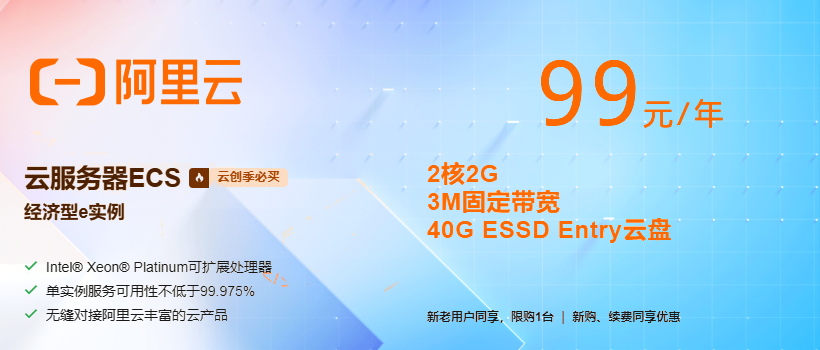 阿里云
99元/年
云服务器ECS 云创季必买
经济型e实例
2核2G
3M固定带宽
40G ESSD Entry云盘
Intel® Xeon® Platinum可扩展处理器
单实例服务可用性不低于99.975%
无缝对接阿里云丰富的云产品
新老用户同享，限购1台 | 新购、续费同享优惠